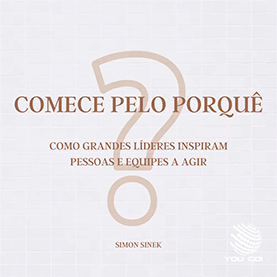 ?
COMECE PELO PORQUÊ
COMO GRANDES LÍDERES INSPIRAM
PESSOAS E EQUIPES A AGIR
SIMON SINEK
YOU GO!